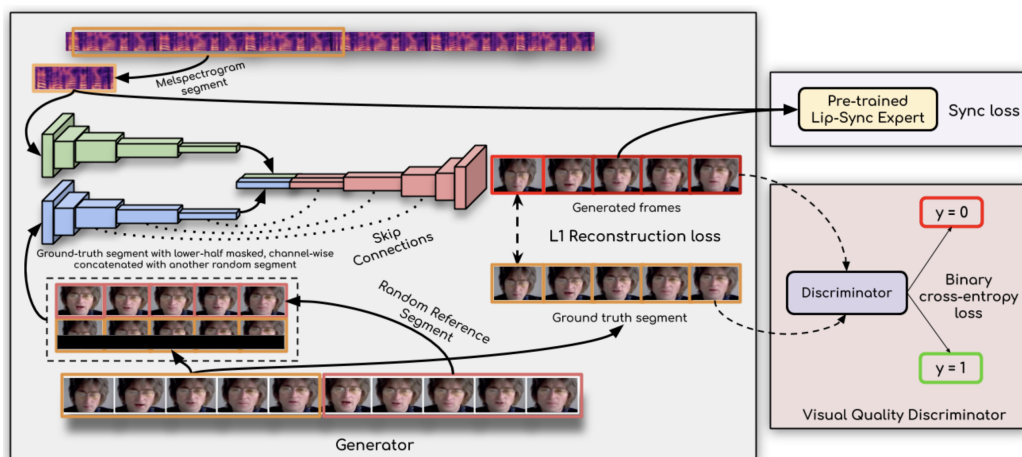 Melspectrogram
segment
Pre-trained
Lip-Sync Expert
Sync loss
Generated frames
Skip
Connections
L1 Reconstruction loss
Ground-truth segment with lower-half masked, channel-wise
concatenated with another random segment
Random Reference
Segment
Ground truth segment
y = 0
Discriminator
Binary
cross-entropy
loss
y = 1
Visual Quality Discriminator
Generator